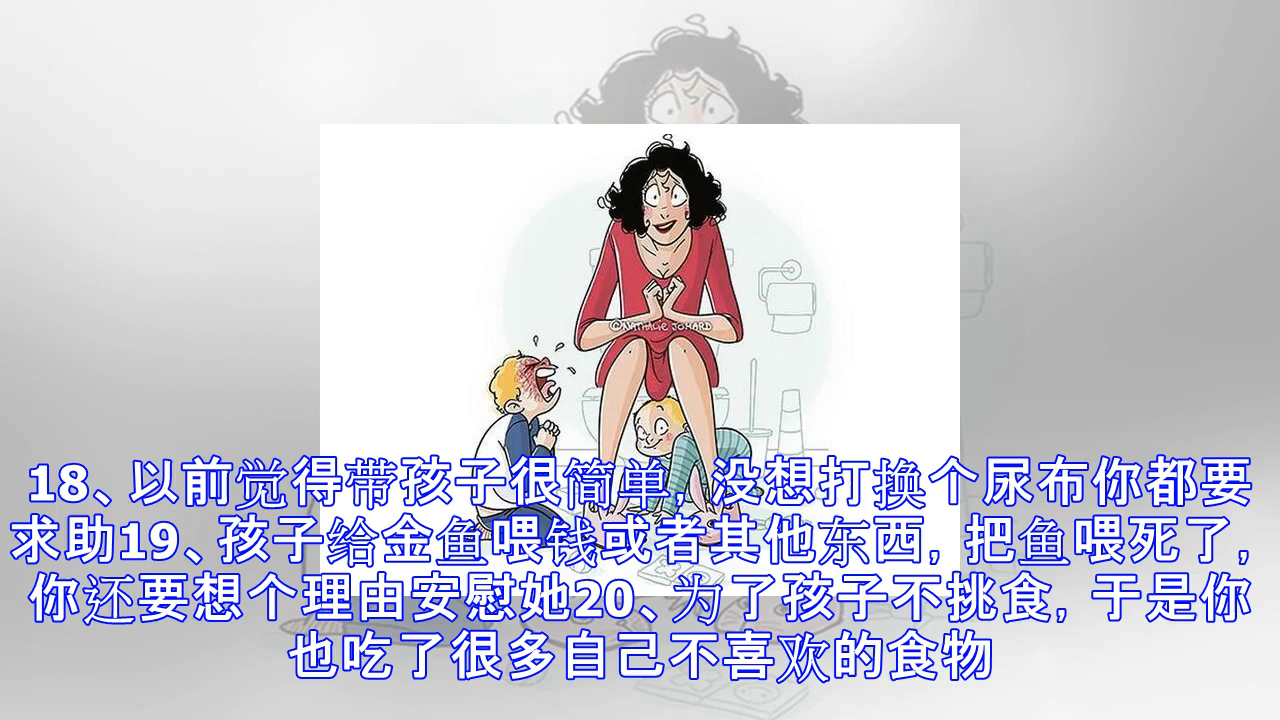 ©NATHALIE JOMARD
18、以前觉得带孩子很简单, 没想打换个尿布你都要
求助19、孩子给金鱼喂钱或者其他东西, 把鱼喂死了,
你还要想个理由安慰她20、为了孩子不挑食, 于是你
也吃了很多自己不喜欢的食物